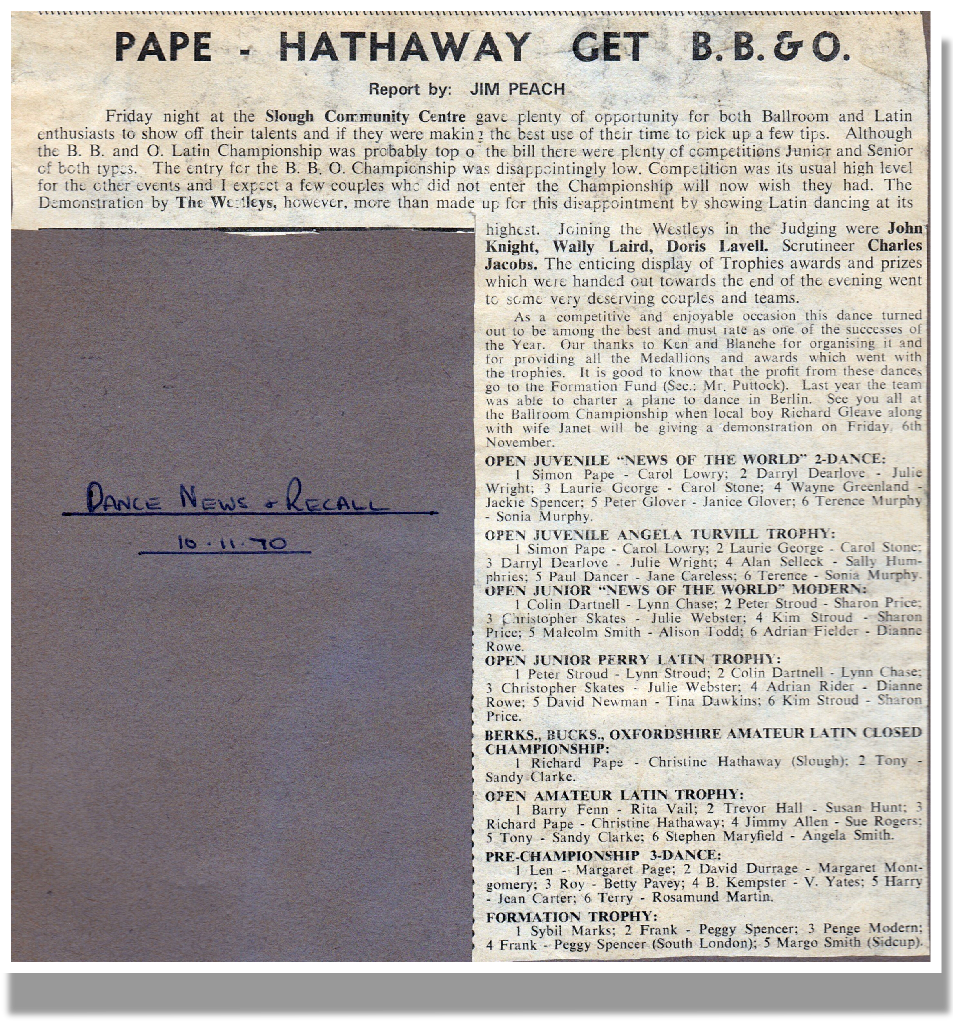 PAPE - HATHAWAY GET B.B.&O.
Report by: JIM PEACH
Friday night at the Slough Community Centre gave plenty of opportunity for both Ballroom and Latin
enthusiasts to show off their talents and if they were making the best use of their time to pick up a few tips. Although
the B. B. and O. Latin Championship was probably top o the bill there were plenty of competitions Junior and Senior
of both types. The entry for the B. B. O. Championship was disappointingly low. Competition was its usual high level
for the other events and I expect a few couples who did not enter the Championship will now wish they had. The
Demonstration by The Westleys, however, more than made up for this disappointment by showing Latin dancing at its
highest. Joining the Westleys in the Judging were John
Knight, Wally Laird, Doris Lavell. Scrutineer Charles
Jacobs. The enticing display of Trophies awards and prizes
which were handed out towards the end of the evening went
to some very deserving couples and teams.
As a competitive and enjoyable occasion this dance turned
out to be among the best and must rate as one of the successes of
the Year. Our thanks to Ken and Blanche for organising it and
for providing all the Medallions and awards which went with
the trophies. It is good to know that the profit from these dances
go to the Formation Fund (Sec.: Mr. Puttock). Last year the team
was able to charter a plane to dance in Berlin. See you all at
the Ballroom Championship when local boy Richard Gleave along
with wife Janet will be giving a demonstration on Friday, 6th
November.
OPEN JUVENILE “NEWS OF THE WORLD” 2-DANCE:
1 Simon Pape - Carol Lowry; 2 Darryl Dearlove - Julie
Wright; 3 Laurie George - Carol Stone; 4 Wayne Greenland -
Jackie Spencer; 5 Peter Glover - Janice Glover; 6 Terence Murphy
- Sonia Murphy.
OPEN JUVENILE ANGELA TURVILL TROPHY:
1 Simon Pape - Carol Lowry; 2 Laurie George - Carol Stone;
3 Darryl Dearlove - Julie Wright; 4 Alan Selleck - Sally Hum-
phries; 5 Paul Dancer - Jane Careless; 6 Terence - Sonia Murphy.
OPEN JUNIOR “NEWS OF THE WORLD” MODERN:
1 Colin Dartnell - Lynn Chase; 2 Peter Stroud - Sharon Price;
3 Christopher Skates - Julie Webster; 4 Kim Stroud - Sharon
Price; 5 Malcolm Smith - Alison Todd; 6 Adrian Fielder - Dianne
Rowe.
OPEN JUNIOR PERRY LATIN TROPHY:
1 Peter Stroud - Lynn Stroud; 2 Colin Dartnell - Lynn Chase;
3 Christopher Skates - Julie Webster; 4 Adrian Rider - Dianne
Rowe; 5 David Newman - Tina Dawkins; 6 Kim Stroud - Sharon
Price.
BERKS., BUCKS., OXFORDSHIRE AMATEUR LATIN CLOSED
CHAMPIONSHIP:
1 Richard Pape - Christine Hathaway (Slough); 2 Tony -
Sandy Clarke.
OPEN AMATEUR LATIN TROPHY:
1 Barry Fenn - Rita Vail; 2 Trevor Hall - Susan Hunt; 3
Richard Pape - Christine Hathaway; 4 Jimmy Allen - Sue Rogers;
5 Tony - Sandy Clarke; 6 Stephen Maryfield - Angela Smith.
PRE-CHAMPIONSHIP 3-DANCE:
1 Len - Margaret Page; 2 David Durrage - Margaret Mont-
gomery; 3 Roy - Betty Pavey; 4 B. Kempster - V. Yates; 5 Harry
- Jean Carter; 6 Terry - Rosamund Martin.
FORMATION TROPHY:
1 Sybil Marks; 2 Frank - Peggy Spencer; 3 Penge Modern;
4 Frank - Peggy Spencer (South London); 5 Margo Smith (Sidcup).
DANCE NEWS & RECALL
10.11.70